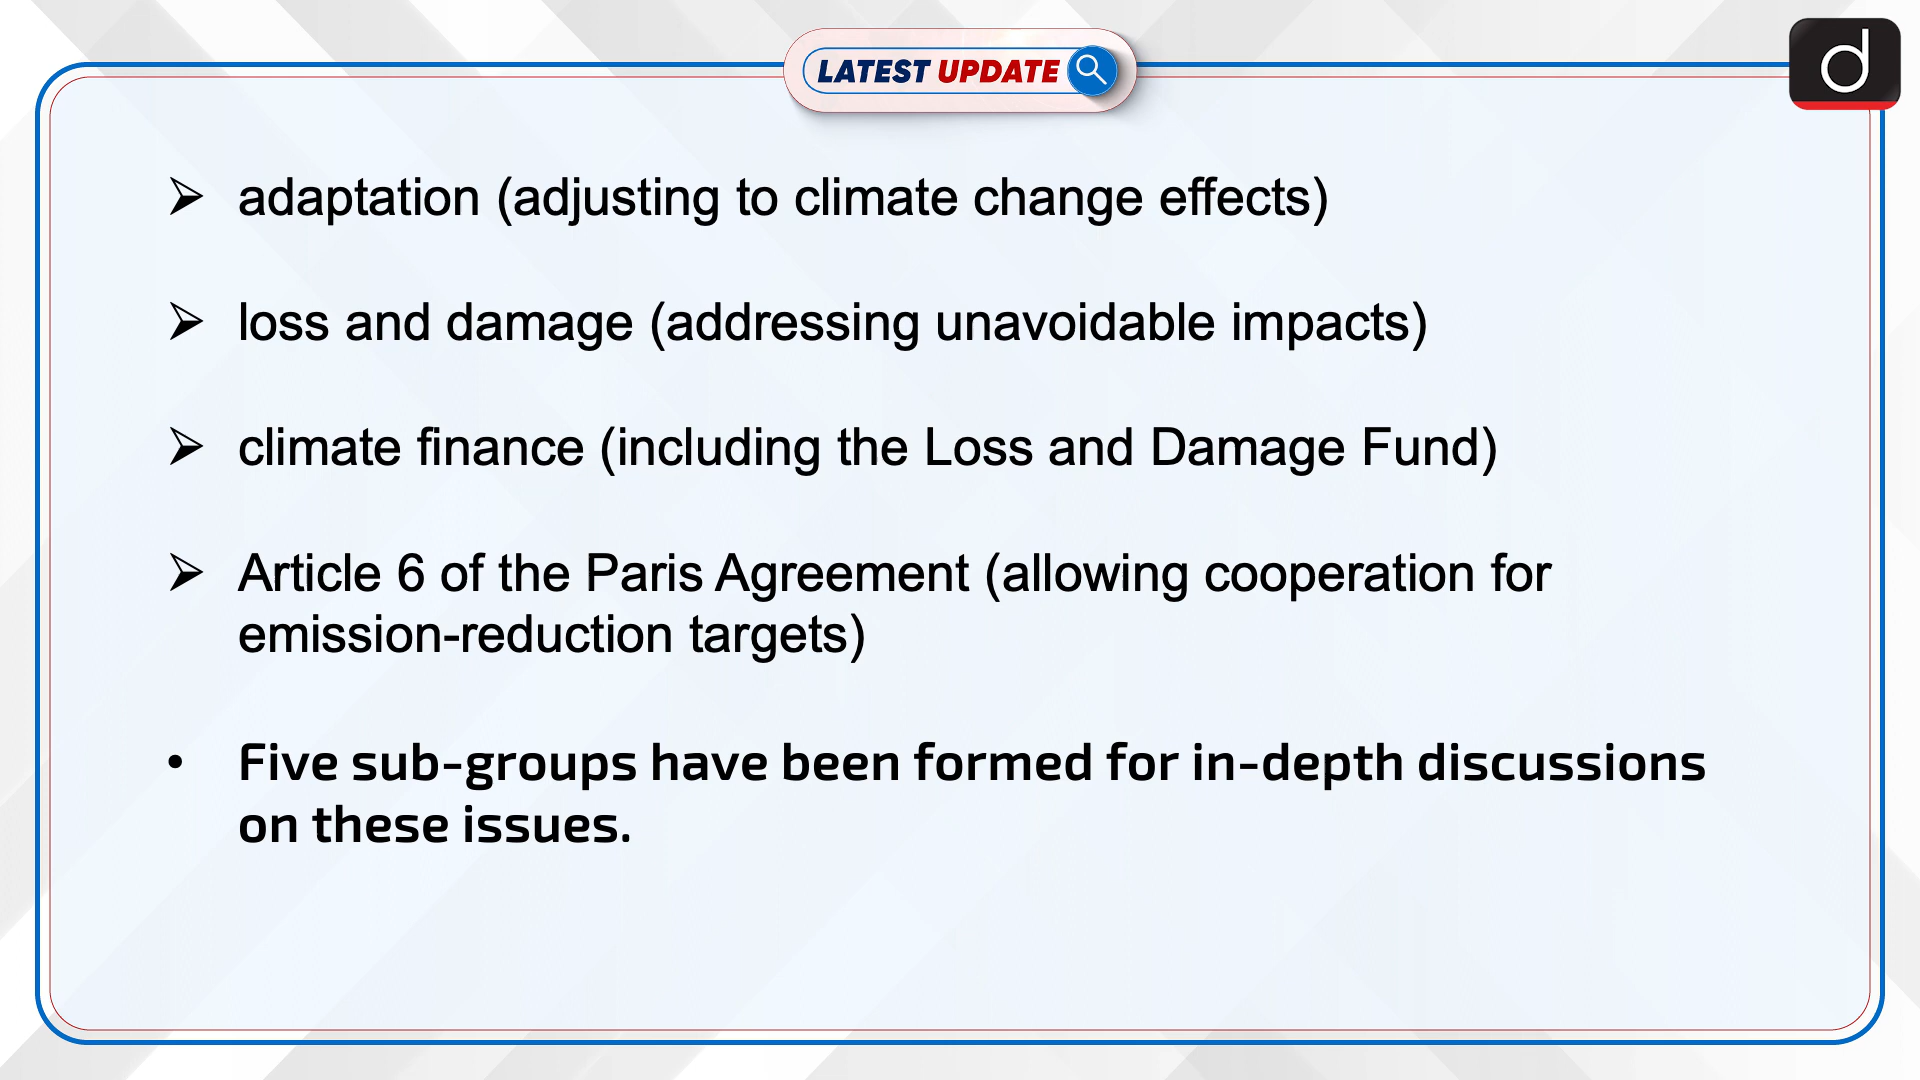 LATEST UPDATE
d
➢ adaptation (adjusting to climate change effects)
➢ loss and damage (addressing unavoidable impacts)
➢ climate finance (including the Loss and Damage Fund)
➢ Article 6 of the Paris Agreement (allowing cooperation for
emission-reduction targets)
• Five sub-groups have been formed for in-depth discussions
on these issues.